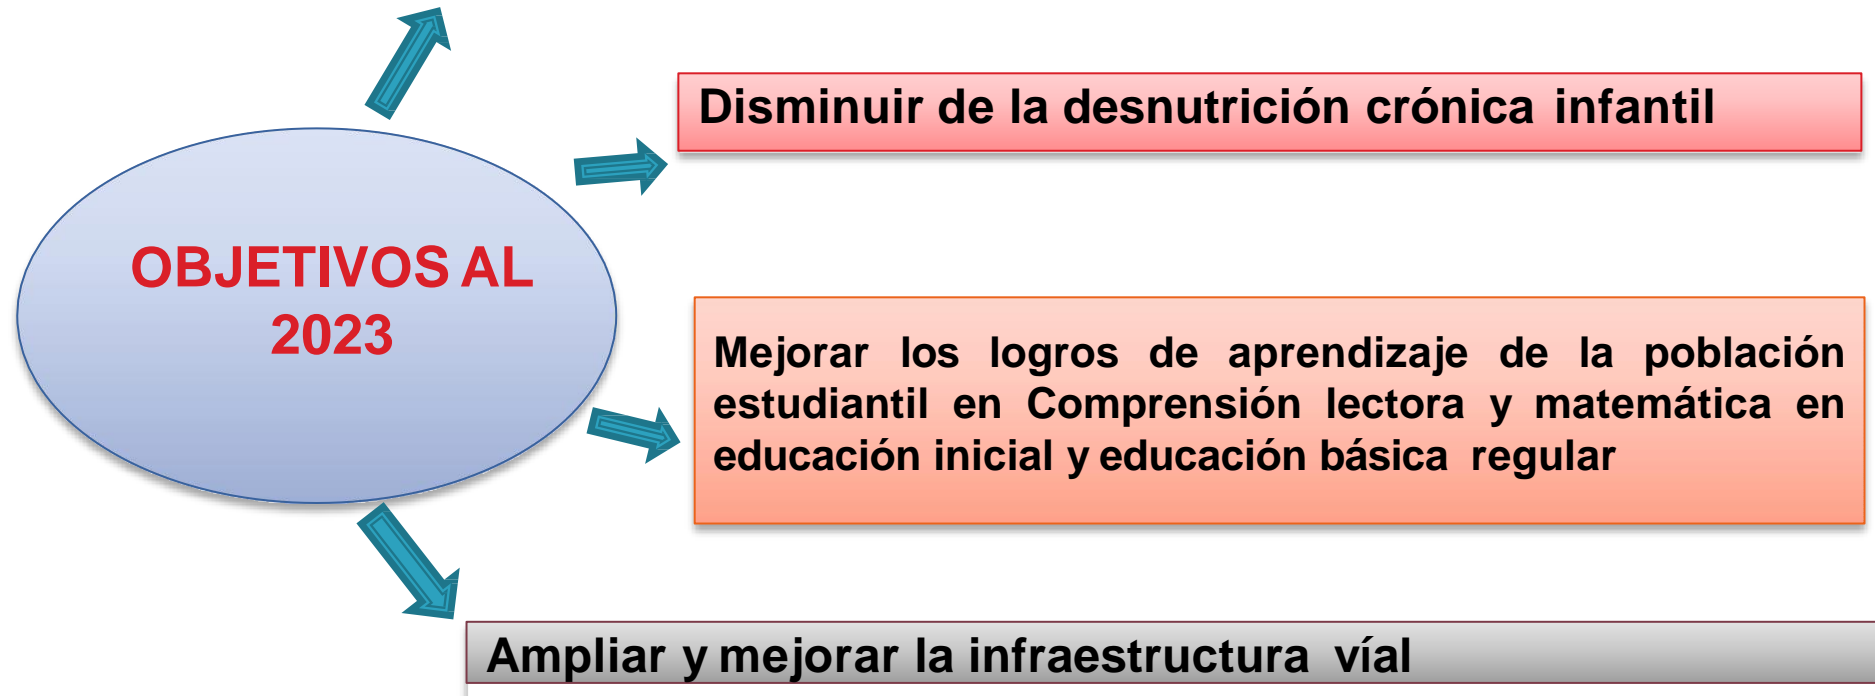 Disminuir de la desnutrición crónica infantil
OBJETIVOS AL
2023
Mejorar los logros de aprendizaje de la población
estudiantil en Comprensión lectora y matemática en
educación inicial y educación básica regular
Ampliar y mejorar la infraestructura víal